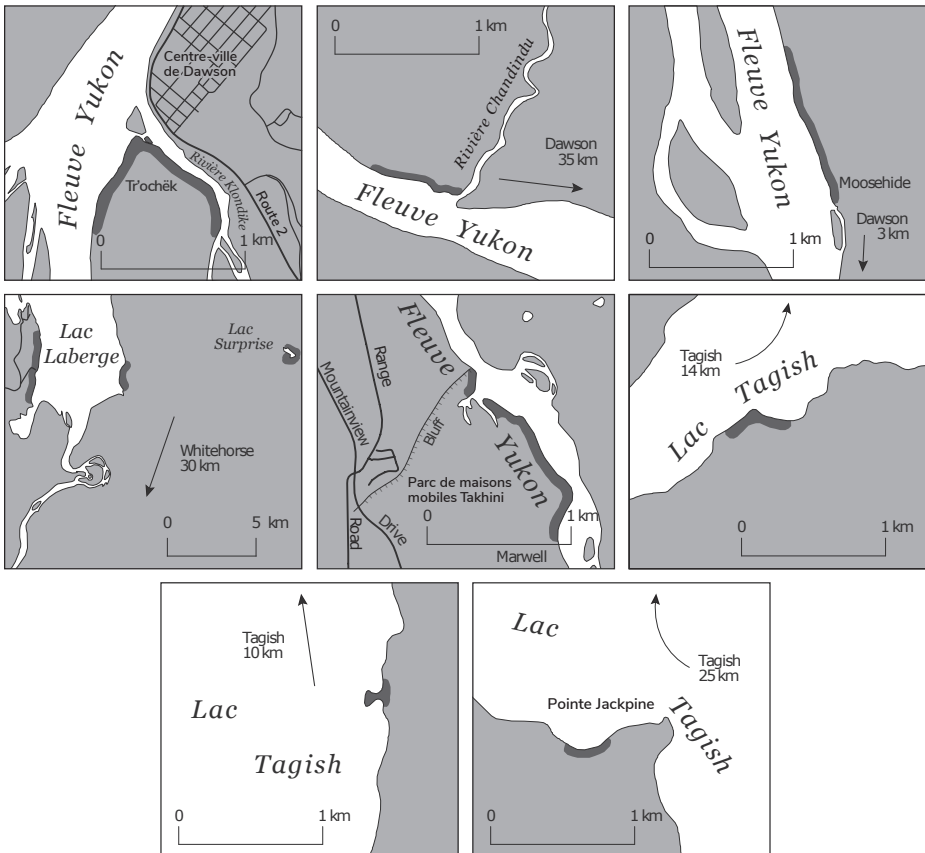 Fleuve Yukon
Centre-ville
de Dawson
Tr'ochëk
Rivière Klondike
Route 2
0 1 km
0 1 km
Rivière Chandindu
Dawson
35 km
Fleuve Yukon
Fleuve Yukon
Moosehide
Dawson
3 km
0 1 km
Lac
Laberge
Lac
Surprise
Whitehorse
30 km
0 5 km
Fleuve Yukon
Range
Mountainview
Bluff
Parc de maisons
mobiles Takhini
0 1 km
Road
Drive
Marwell
Tagish
14 km
Lac Tagish
0 1 km
Tagish
10 km
Lac
Tagish
0 1 km
Lac
Tagish
25 km
Pointe Jackpine
Tagish
0 1 km